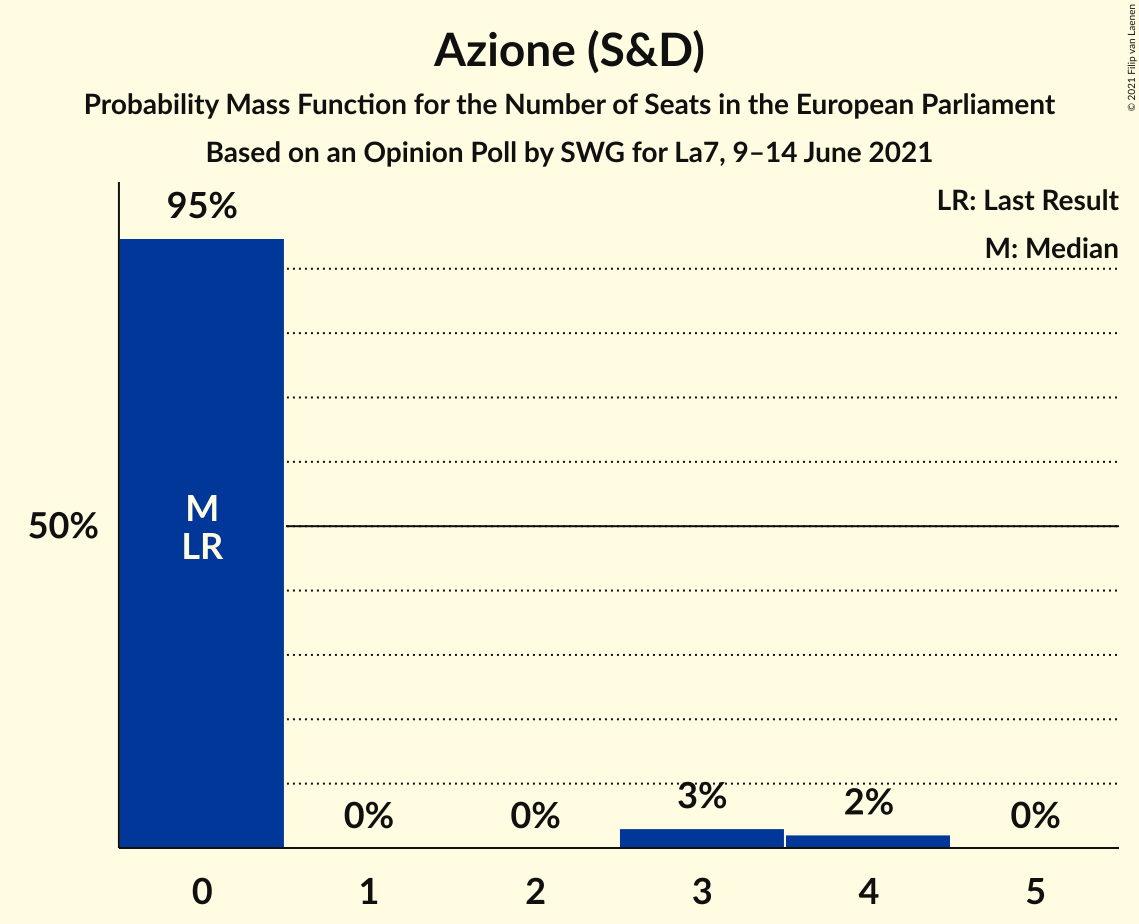 Azione (S&D)
Probability Mass Function for the Number of Seats in the European Parliament
Based on an Opinion Poll by SWG for La7, 9–14 June 2021
© 2021 Filip van Laenen
LR: Last Result
M: Median
95%
50%
M
LR
0%
0%
3%
2%
0%
0
1
2
3
4
5